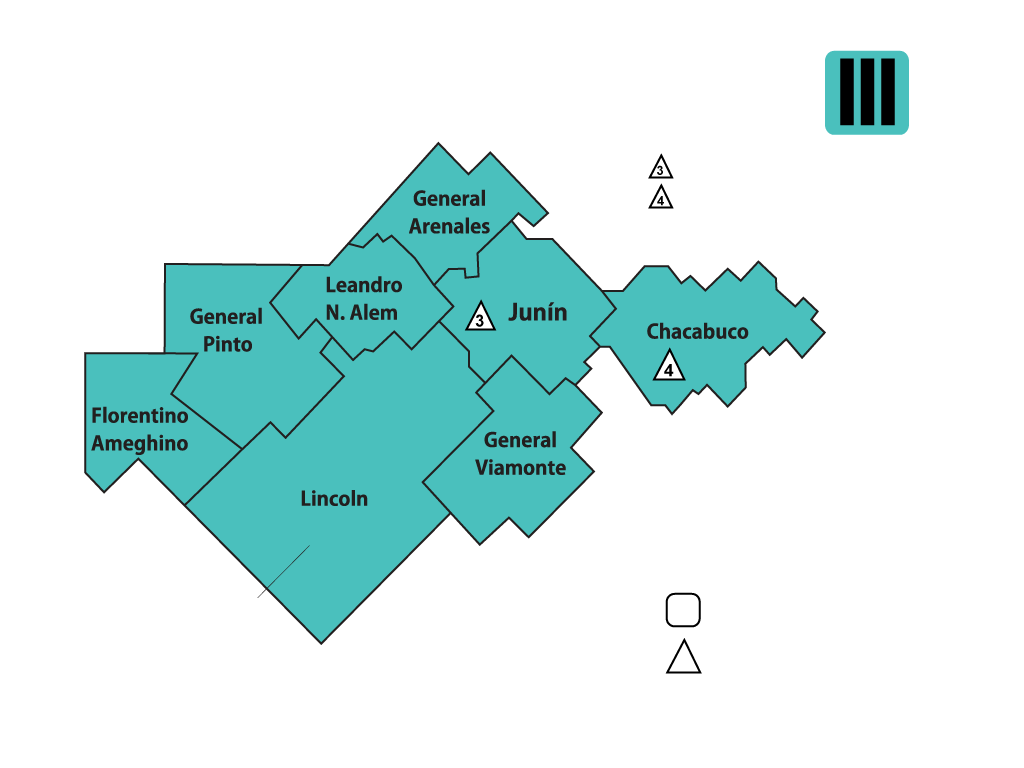 III
3
4
General
Arenales
Leandro
N. Alem
General
Pinto
3
Junín
Chacabuco
4
Florentino
Ameghino
General
Viamonte
Lincoln